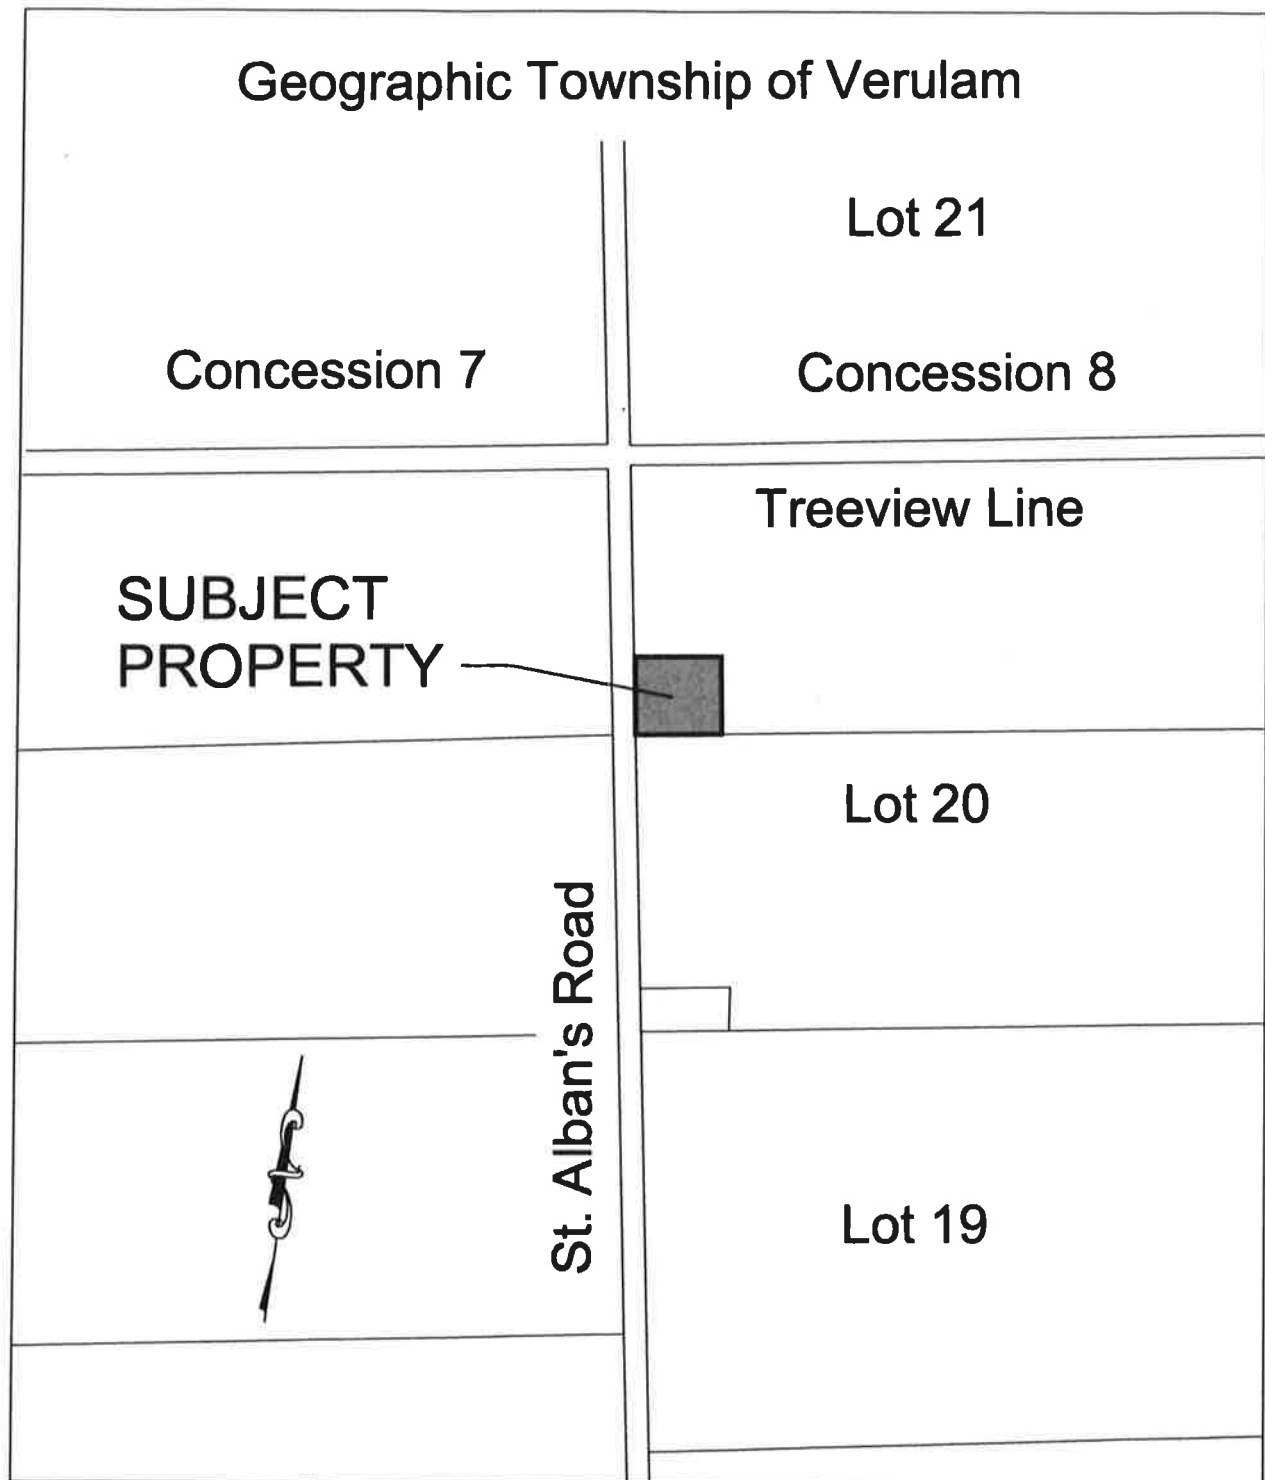 Geographic Township of Verulam
Lot 21
Concession 7
Concession 8
Treeview Line
SUBJECT
PROPERTY
Lot 20
St. Alban's Road
Lot 19